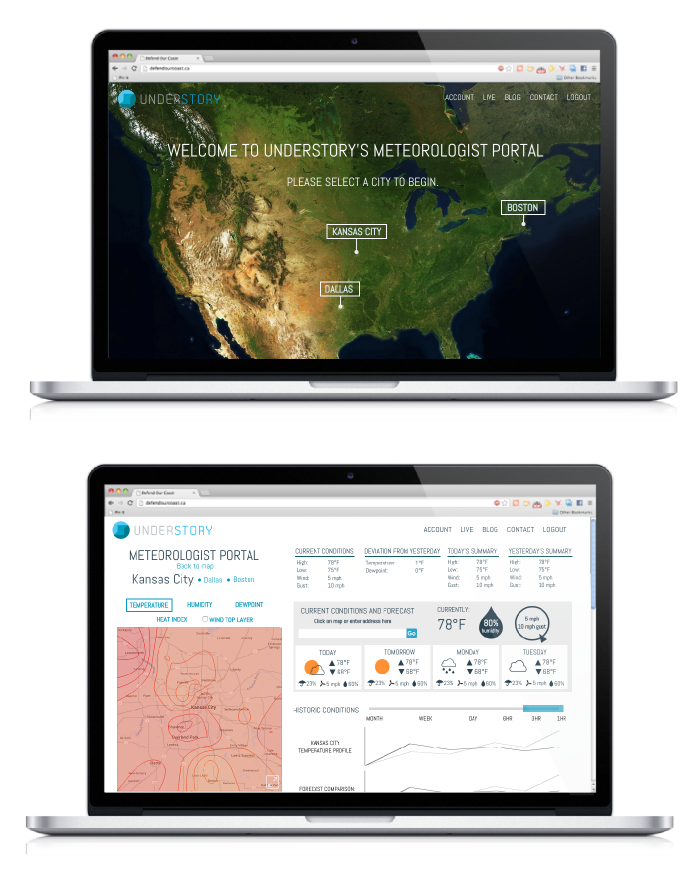 Defend Our Coast
defendourcoast.ca
Pin It
Other Bookmarks
UNDERSTORY
ACCOUNT LIVE BLOG CONTACT LOGOUT
WELCOME TO UNDERSTORY'S METEOROLOGIST PORTAL
PLEASE SELECT A CITY TO BEGIN.
BOSTON
KANSAS CITY
DALLAS
Defend Our Coast
defendourcoast.ca
Pin It
Other Bookmarks
UNDERSTORY
ACCOUNT LIVE BLOG CONTACT LOGOUT
METEOROLOGIST PORTAL
Back to map
Kansas City • Dallas • Boston
TEMPERATURE HUMIDITY DEWPOINT
HEAT INDEX WIND TOP LAYER
Kansas City
Overland Park
CURRENT CONDITIONS
High: 78°F
Low: 75°F
Wind: 5 mph
Gust: 10 mph
DEVIATION FROM YESTERDAY
Temperature: 1°F
Dewpoint: 0°F
TODAY'S SUMMARY
High: 78°F
Low: 75°F
Wind: 5 mph
Gust: 10 mph
YESTERDAY'S SUMMARY
High: 78°F
Low: 75°F
Wind: 5 mph
Gust: 10 mph
CURRENT CONDITIONS AND FORECAST
Click on map or enter address here
Go
CURRENTLY:
78°F
80%
humidity
5 mph
10 mph gust
TODAY
▲ 78°F
▼ 68°F
23% 5 mph 60%
TOMORROW
▲ 78°F
▼ 68°F
23% 5 mph 60%
MONDAY
▲ 78°F
▼ 68°F
23% 5 mph 60%
TUESDAY
▲ 78°F
▼ 68°F
23% 5 mph 60%
HISTORIC CONDITIONS
MONTH WEEK DAY 6HR 3HR 1HR
KANSAS CITY
TEMPERATURE PROFILE
FORECAST COMPARISON: